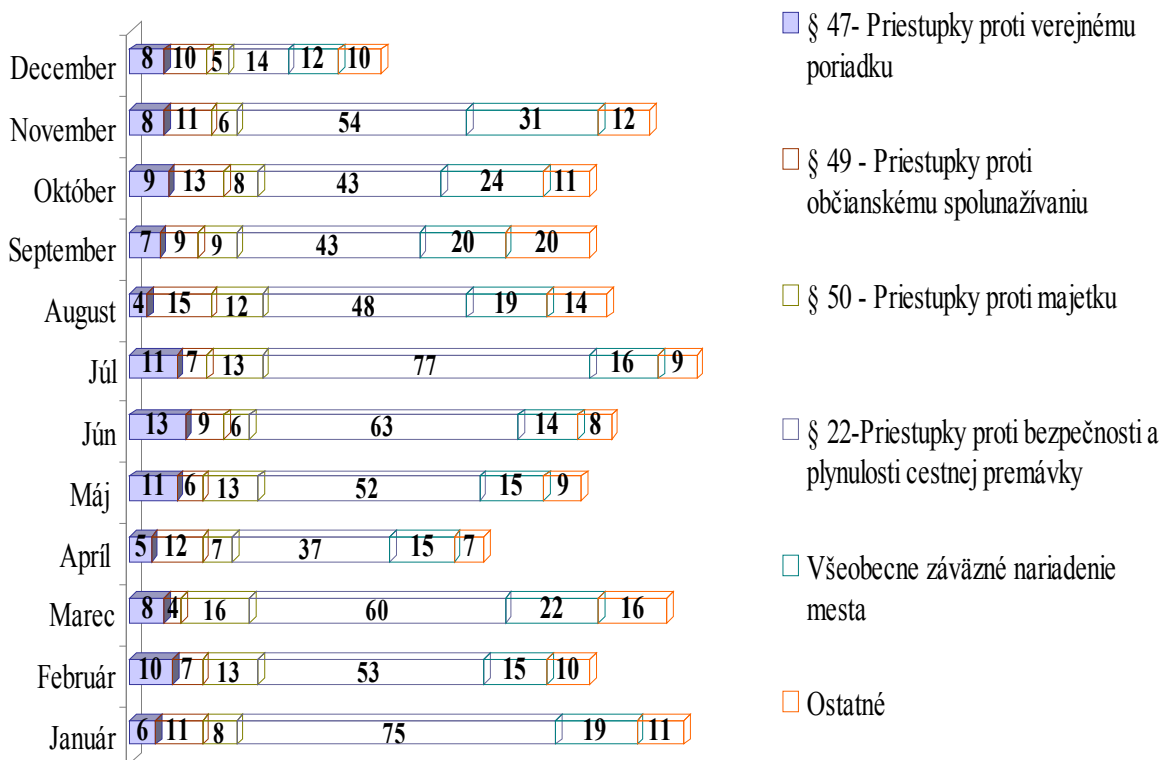 December 8 10 5 14 12 10
November 8 11 6 54 31 12
Október 9 13 8 43 24 11
September 7 9 9 43 20 20
August 4 15 12 48 19 14
Júl 11 7 13 77 16 9
Jún 13 9 6 63 14 8
Máj 11 6 13 52 15 9
Apríl 5 12 7 37 15 7
Marec 8 4 16 60 22 16
Február 10 7 13 53 15 10
Január 6 11 8 75 19 11
§ 47- Priestupky proti verejnému
poriadku
§ 49 - Priestupky proti
občianskému spolunažívaniu
§ 50 - Priestupky proti majetku
§ 22-Priestupky proti bezpečnosti a
plynulosti cestnej premávky
Všeobecne záväzné nariadenie
mesta
Ostatné